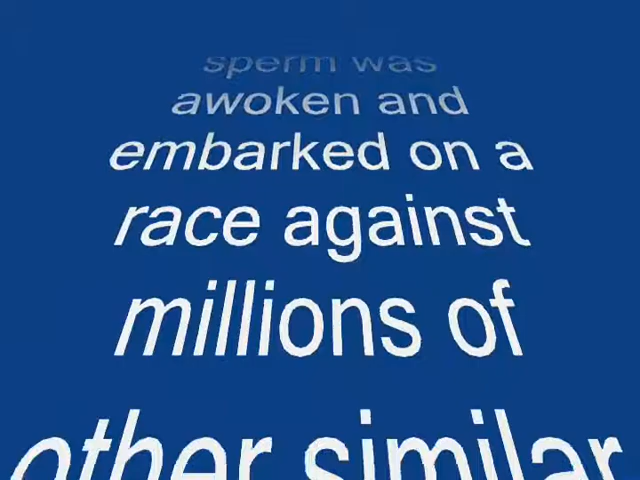 sperm was
awoken and
embarked on a
race against
millions of
other similar